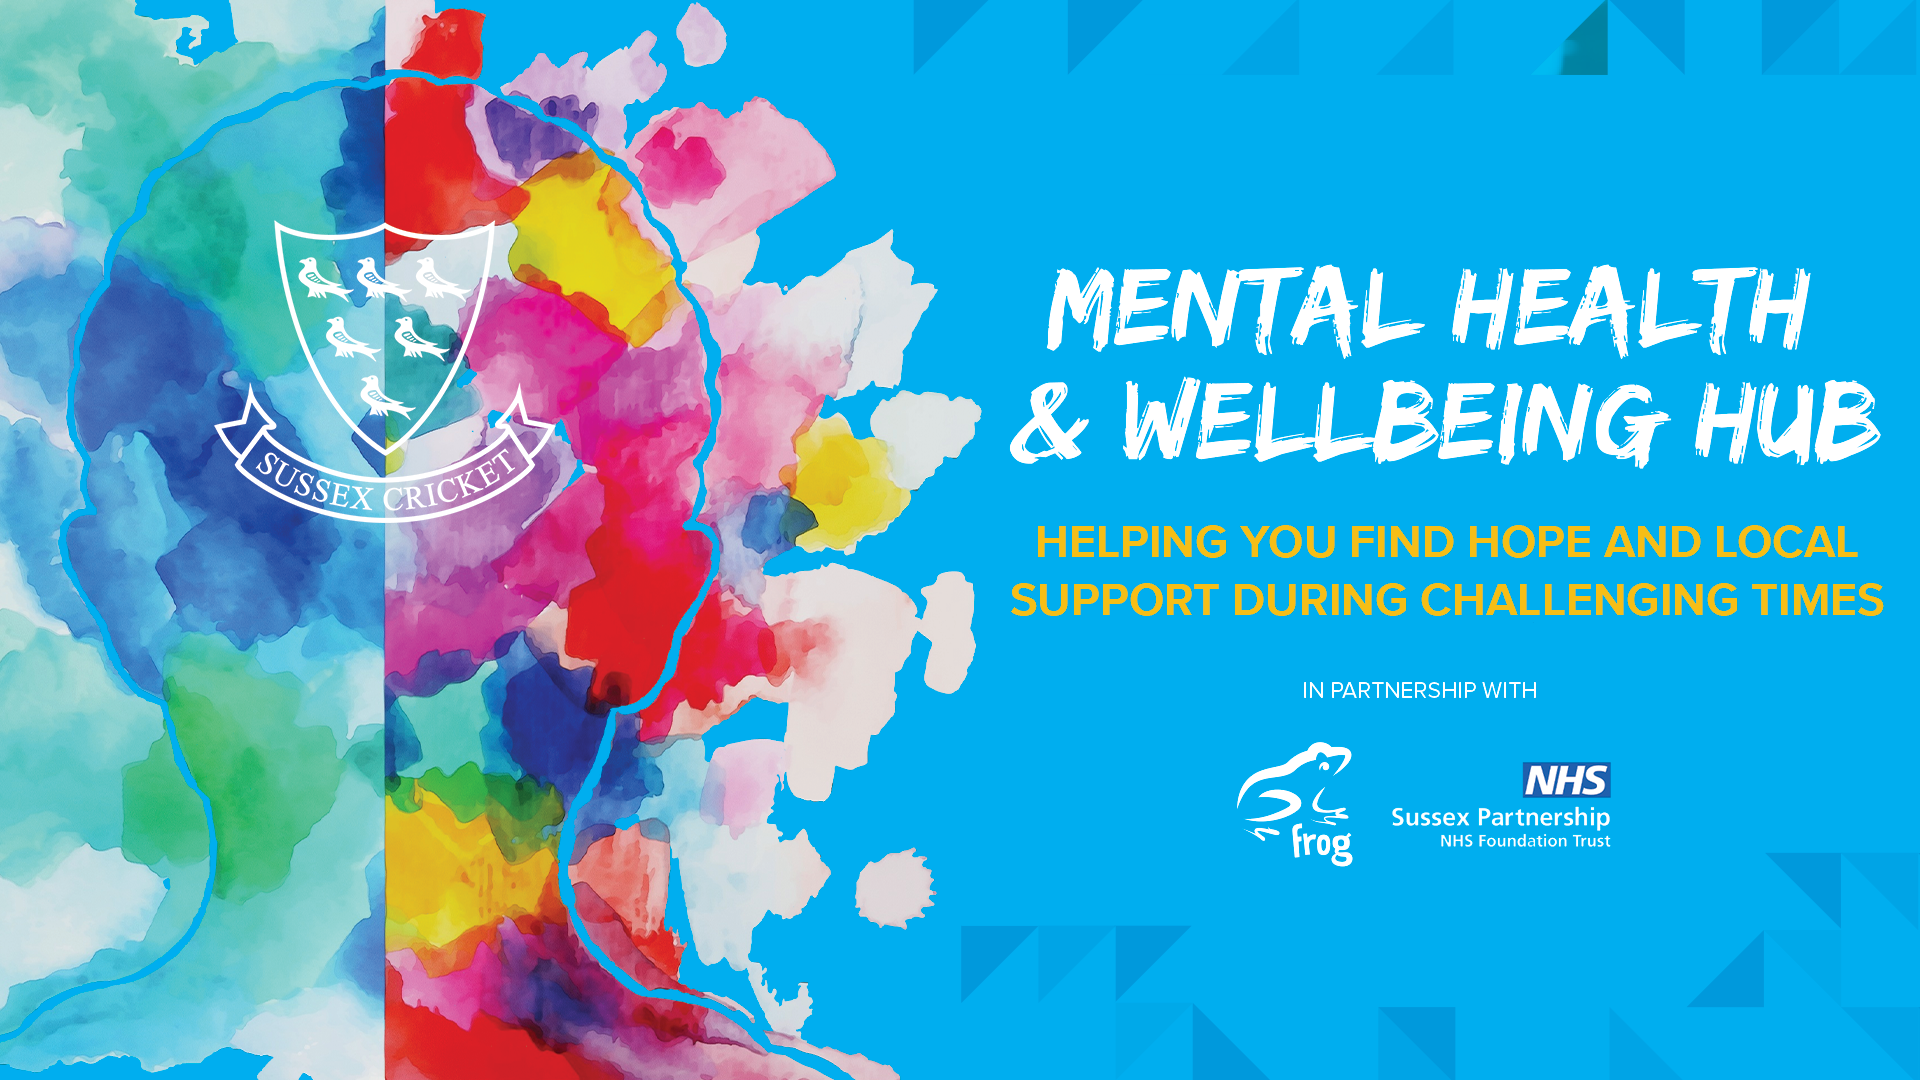 SUSSEX CRICKET
MENTAL HEALTH
& WELLBEING HUB
HELPING YOU FIND HOPE AND LOCAL
SUPPORT DURING CHALLENGING TIMES
IN PARTNERSHIP WITH
frog
NHS
Sussex Partnership
NHS Foundation Trust